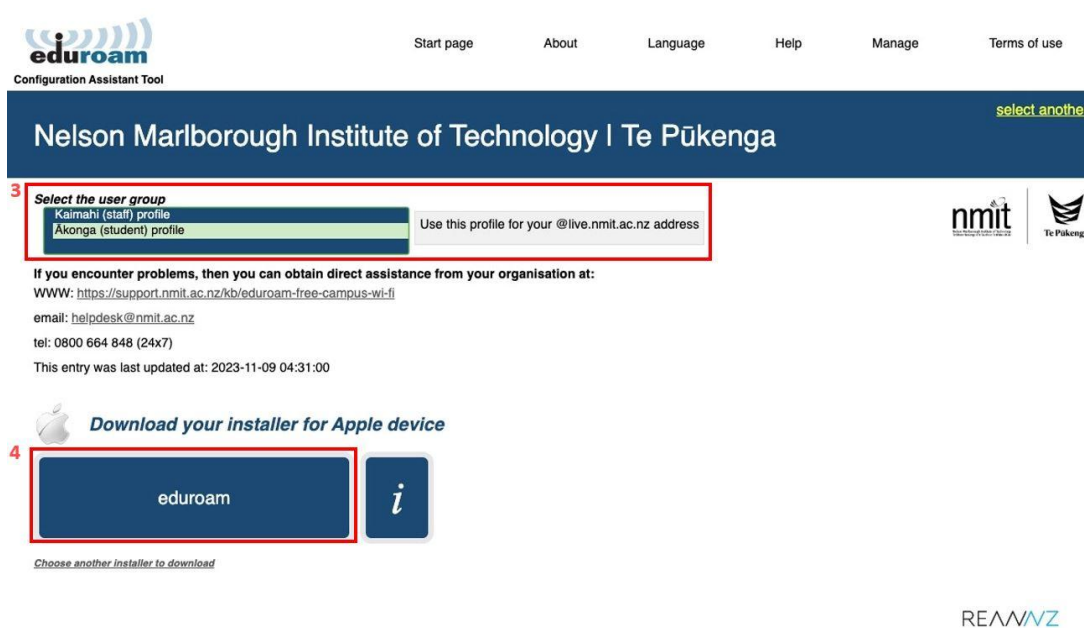 eduroam
Configuration Assistant Tool
Start page About Language Help Manage Terms of use
select anothe
Nelson Marlborough Institute of Technology | Te Pūkenga
3
Select the user group
Kaimahi (staff) profile
Ākonga (student) profile
Use this profile for your @live.nmit.ac.nz address
nmit
Te Pūkeng
If you encounter problems, then you can obtain direct assistance from your organisation at:
WWW: https://support.nmit.ac.nz/kb/eduroam-free-campus-wi-fi
email: helpdesk@nmit.ac.nz
tel: 0800 664 848 (24x7)
This entry was last updated at: 2023-11-09 04:31:00
Download your installer for Apple device
4
eduroam
i
Choose another installer to download
REANNZ